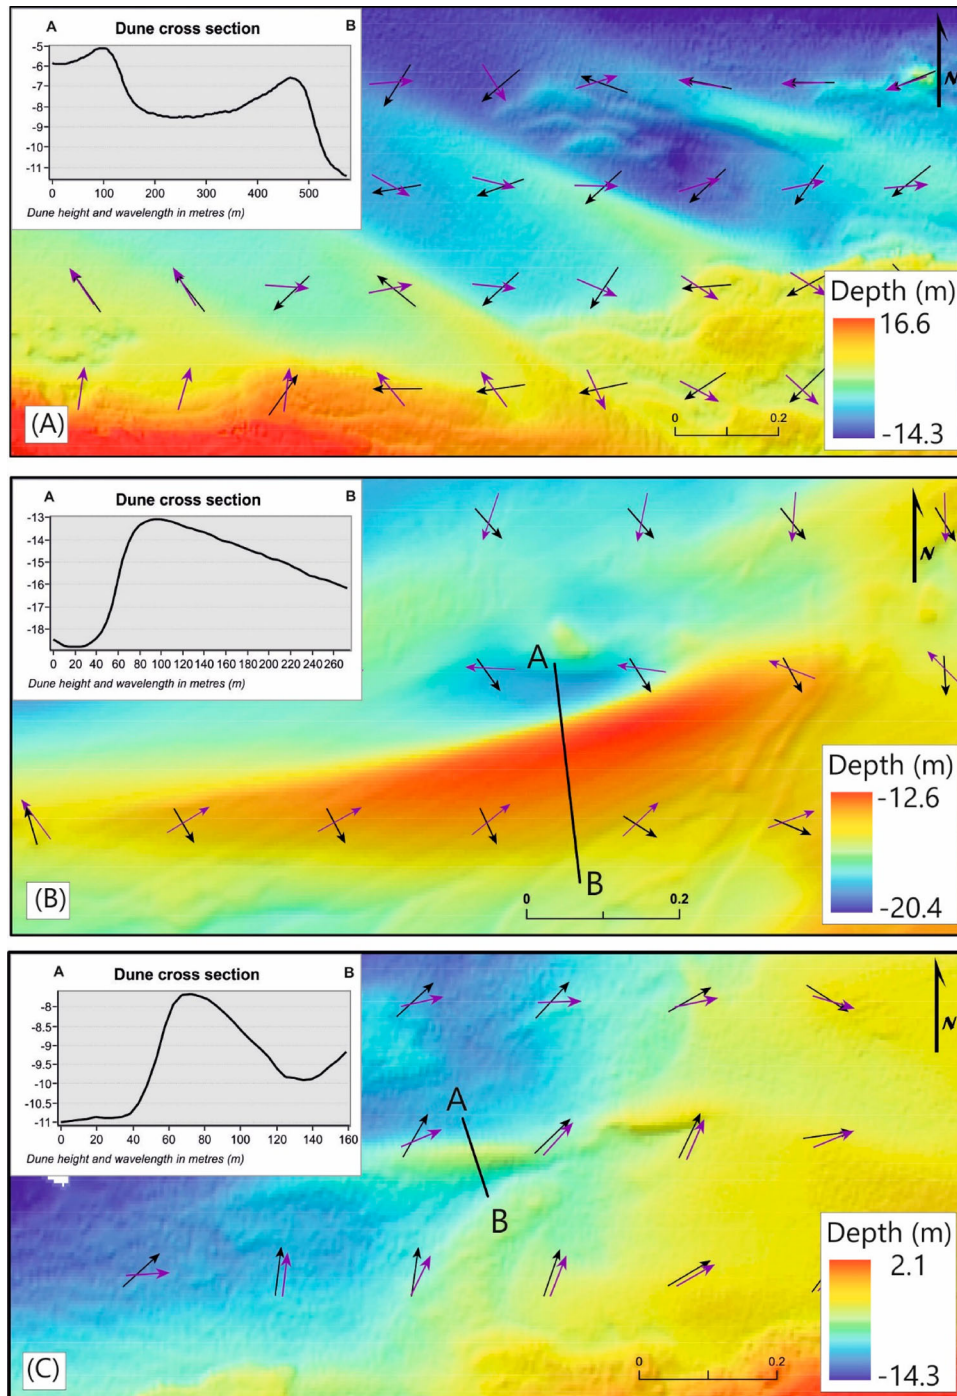 A Dune cross section B
-5
-6
-7
-8
-9
-10
-11
0 100 200 300 400 500
Dune height and wavelength in metres (m)
N
Depth (m)
16.6
-14.3
0 0.2
(A)
A Dune cross section B
-13
-14
-15
-16
-17
-18
0 20 40 60 80 100 120 140 160 180 200 220 240 260
Dune height and wavelength in metres (m)
N
A
B
Depth (m)
-12.6
-20.4
0 0.2
(B)
A Dune cross section B
-8
-8.5
-9
-9.5
-10
-10.5
-11
0 20 40 60 80 100 120 140 160
Dune height and wavelength in metres (m)
N
A
B
Depth (m)
2.1
-14.3
0 0.2
(C)